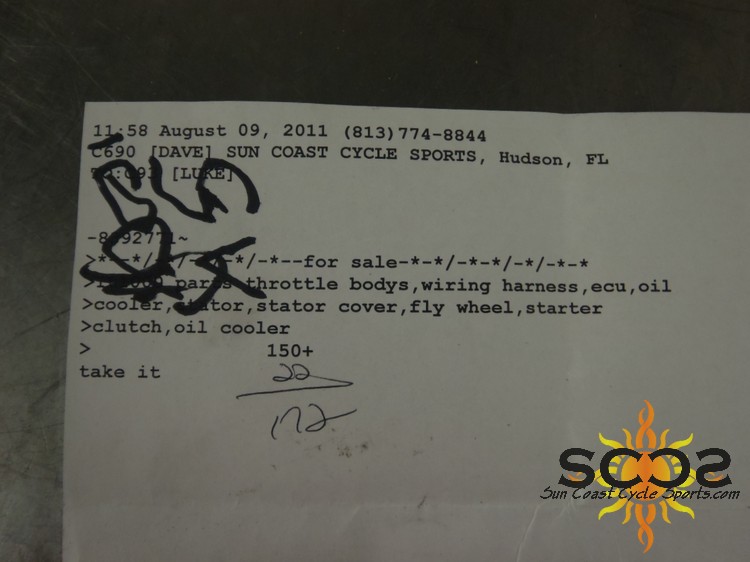 11:58 August 09, 2011 (813)774-8844
C690 [DAVE] SUN COAST CYCLE SPORTS, Hudson, FL
[LUKE]
for sale-*-*/-*-*/-*/-*-*
parts throttle bodys,wiring harness,ecu,oil
>cooler,stator,stator cover,fly wheel,starter
>clutch,oil cooler
> 150+
take it 22
172
SCCS
Sun Coast Cycle Sports.com